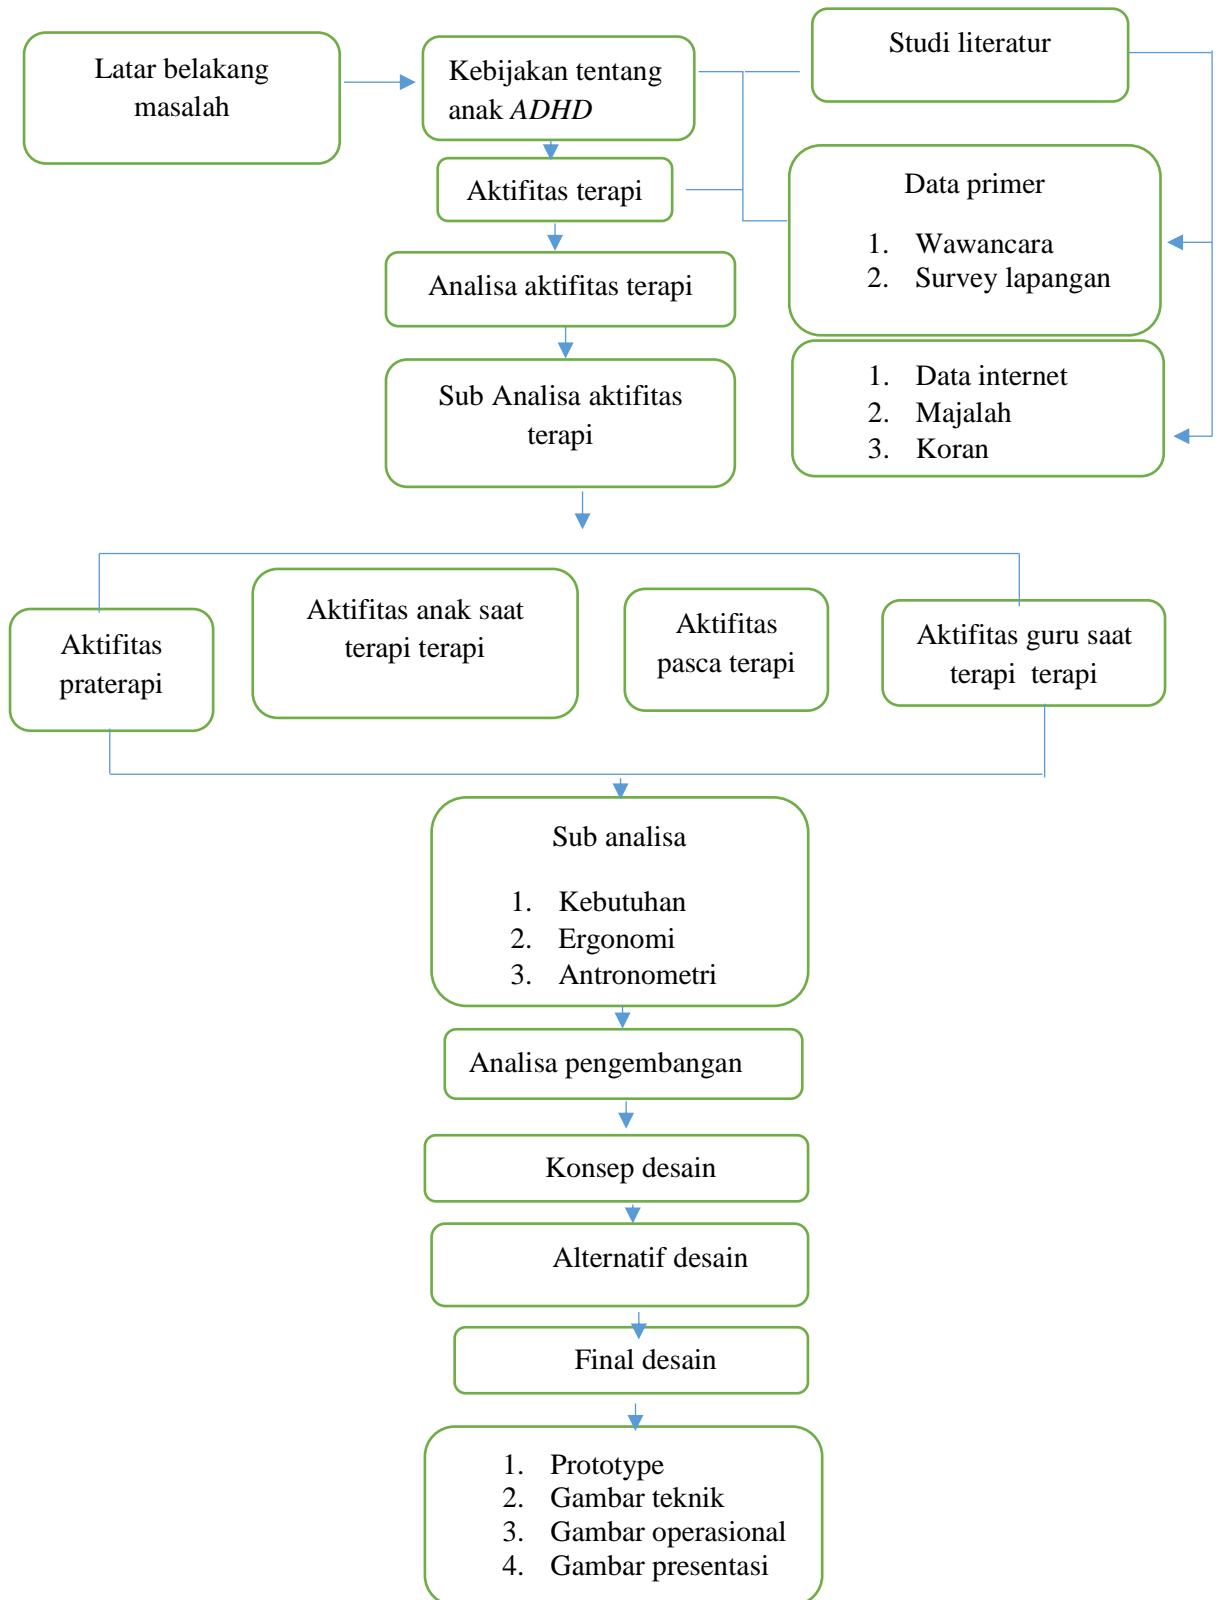 Latar belakang
masalah
Kebijakan tentang
anak ADHD
Studi literatur
Aktifitas terapi
Data primer
1. Wawancara
2. Survey lapangan
Analisa aktifitas terapi
1. Data internet
2. Majalah
3. Koran
Sub Analisa aktifitas
terapi
Aktifitas
praterapi
Aktifitas anak saat
terapi terapi
Aktifitas
pasca terapi
Aktifitas guru saat
terapi terapi
Sub analisa
1. Kebutuhan
2. Ergonomi
3. Antronometri
Analisa pengembangan
Konsep desain
Alternatif desain
Final desain
1. Prototype
2. Gambar teknik
3. Gambar operasional
4. Gambar presentasi